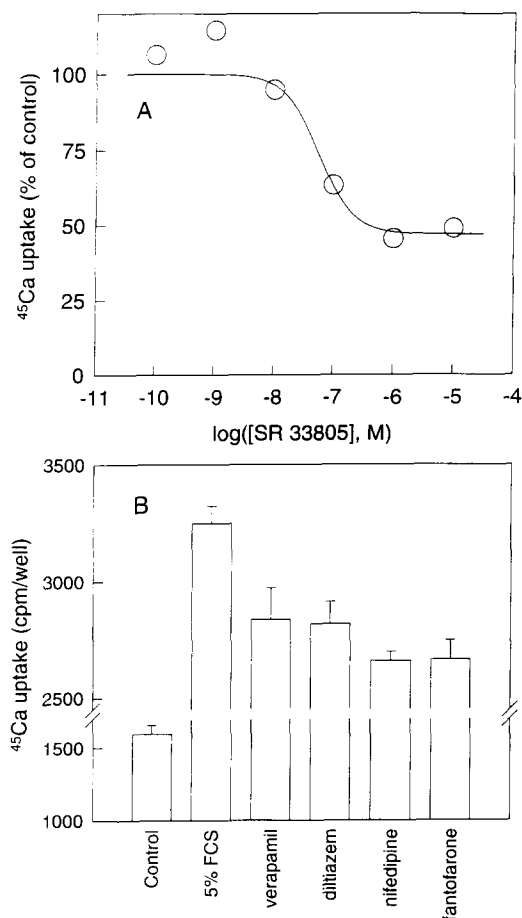 100
75
50
25
0
⁴⁵Ca uptake (% of control)
A
-11 -10 -9 -8 -7 -6 -5 -4
log([SR 33805], M)
3500
3000
2500
1500
1000
⁴⁵Ca uptake (cpm/well)
B
Control
5% FCS
verapamil
diltiazem
nifedipine
fantofarone